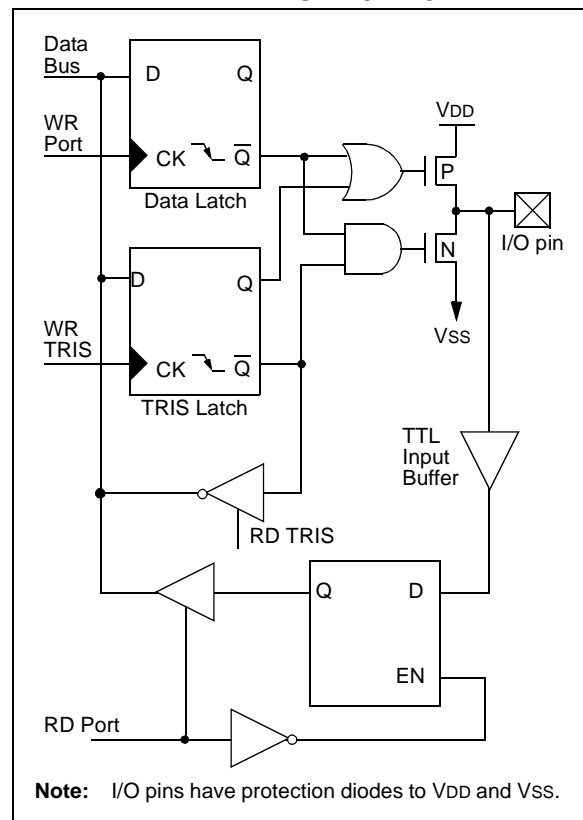 Data
Bus
D Q
WR
Port
CK Q
Data Latch
VDD
P
I/O pin
N
VSS
D
Q
WR
TRIS
CK Q
TRIS Latch
TTL
Input
Buffer
RD TRIS
Q D
EN
RD Port
Note: I/O pins have protection diodes to VDD and VSS.